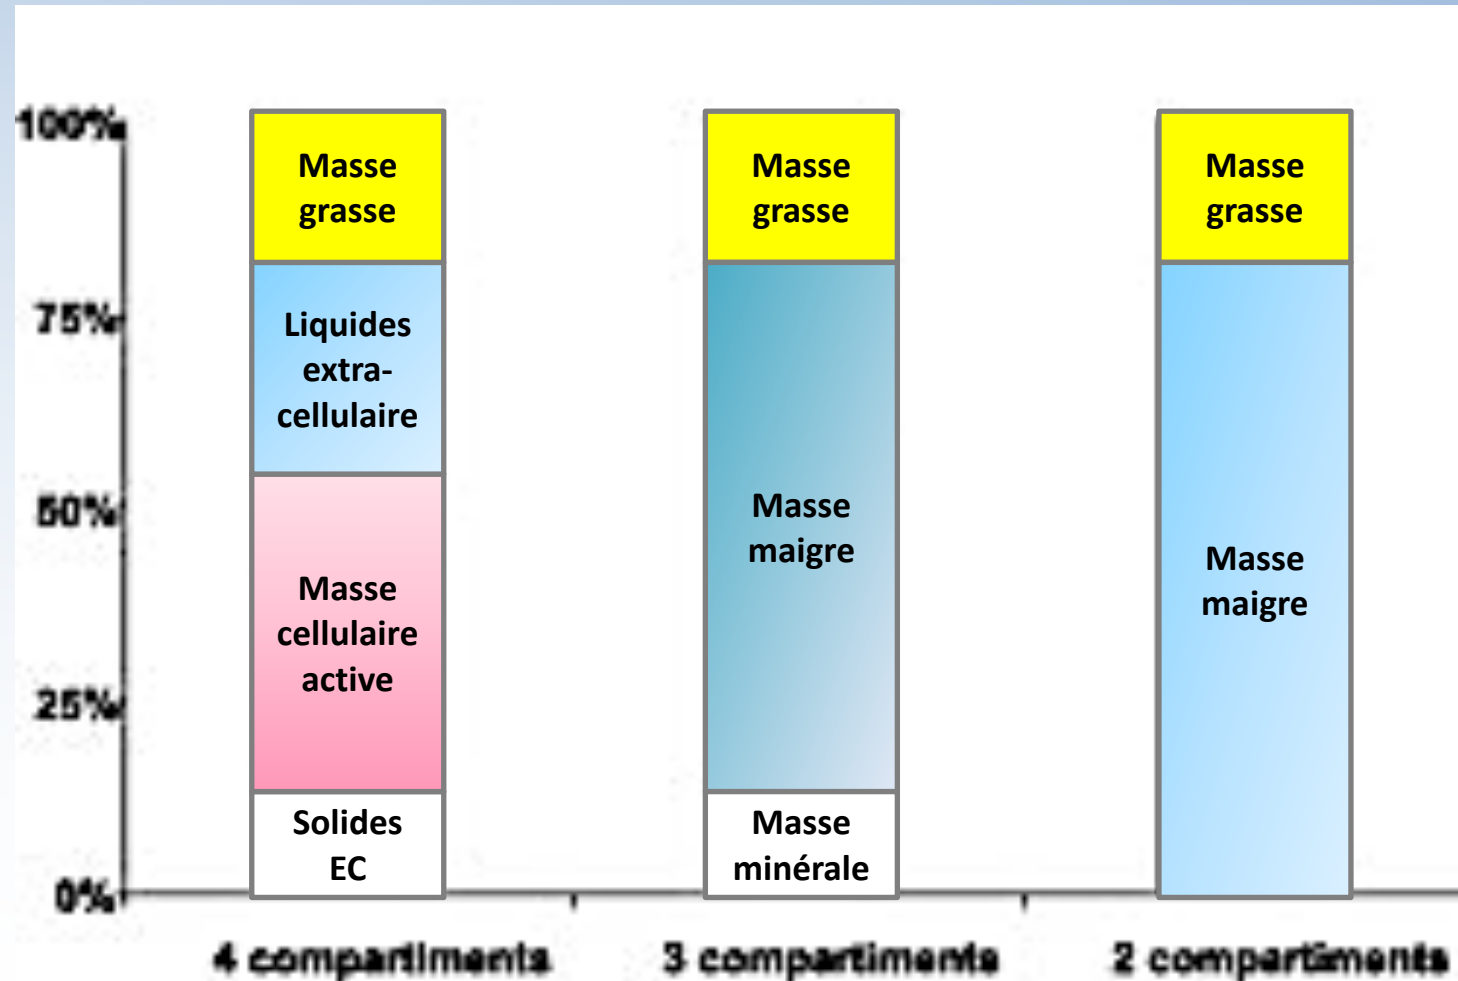 100%
75%
50%
25%
0%
Masse
grasse
Liquides
extra-
cellulaire
Masse
cellulaire
active
Solides
EC
Masse
grasse
Masse
maigre
Masse
minérale
Masse
grasse
Masse
maigre
4 compartiments
3 compartiments
2 compartiments